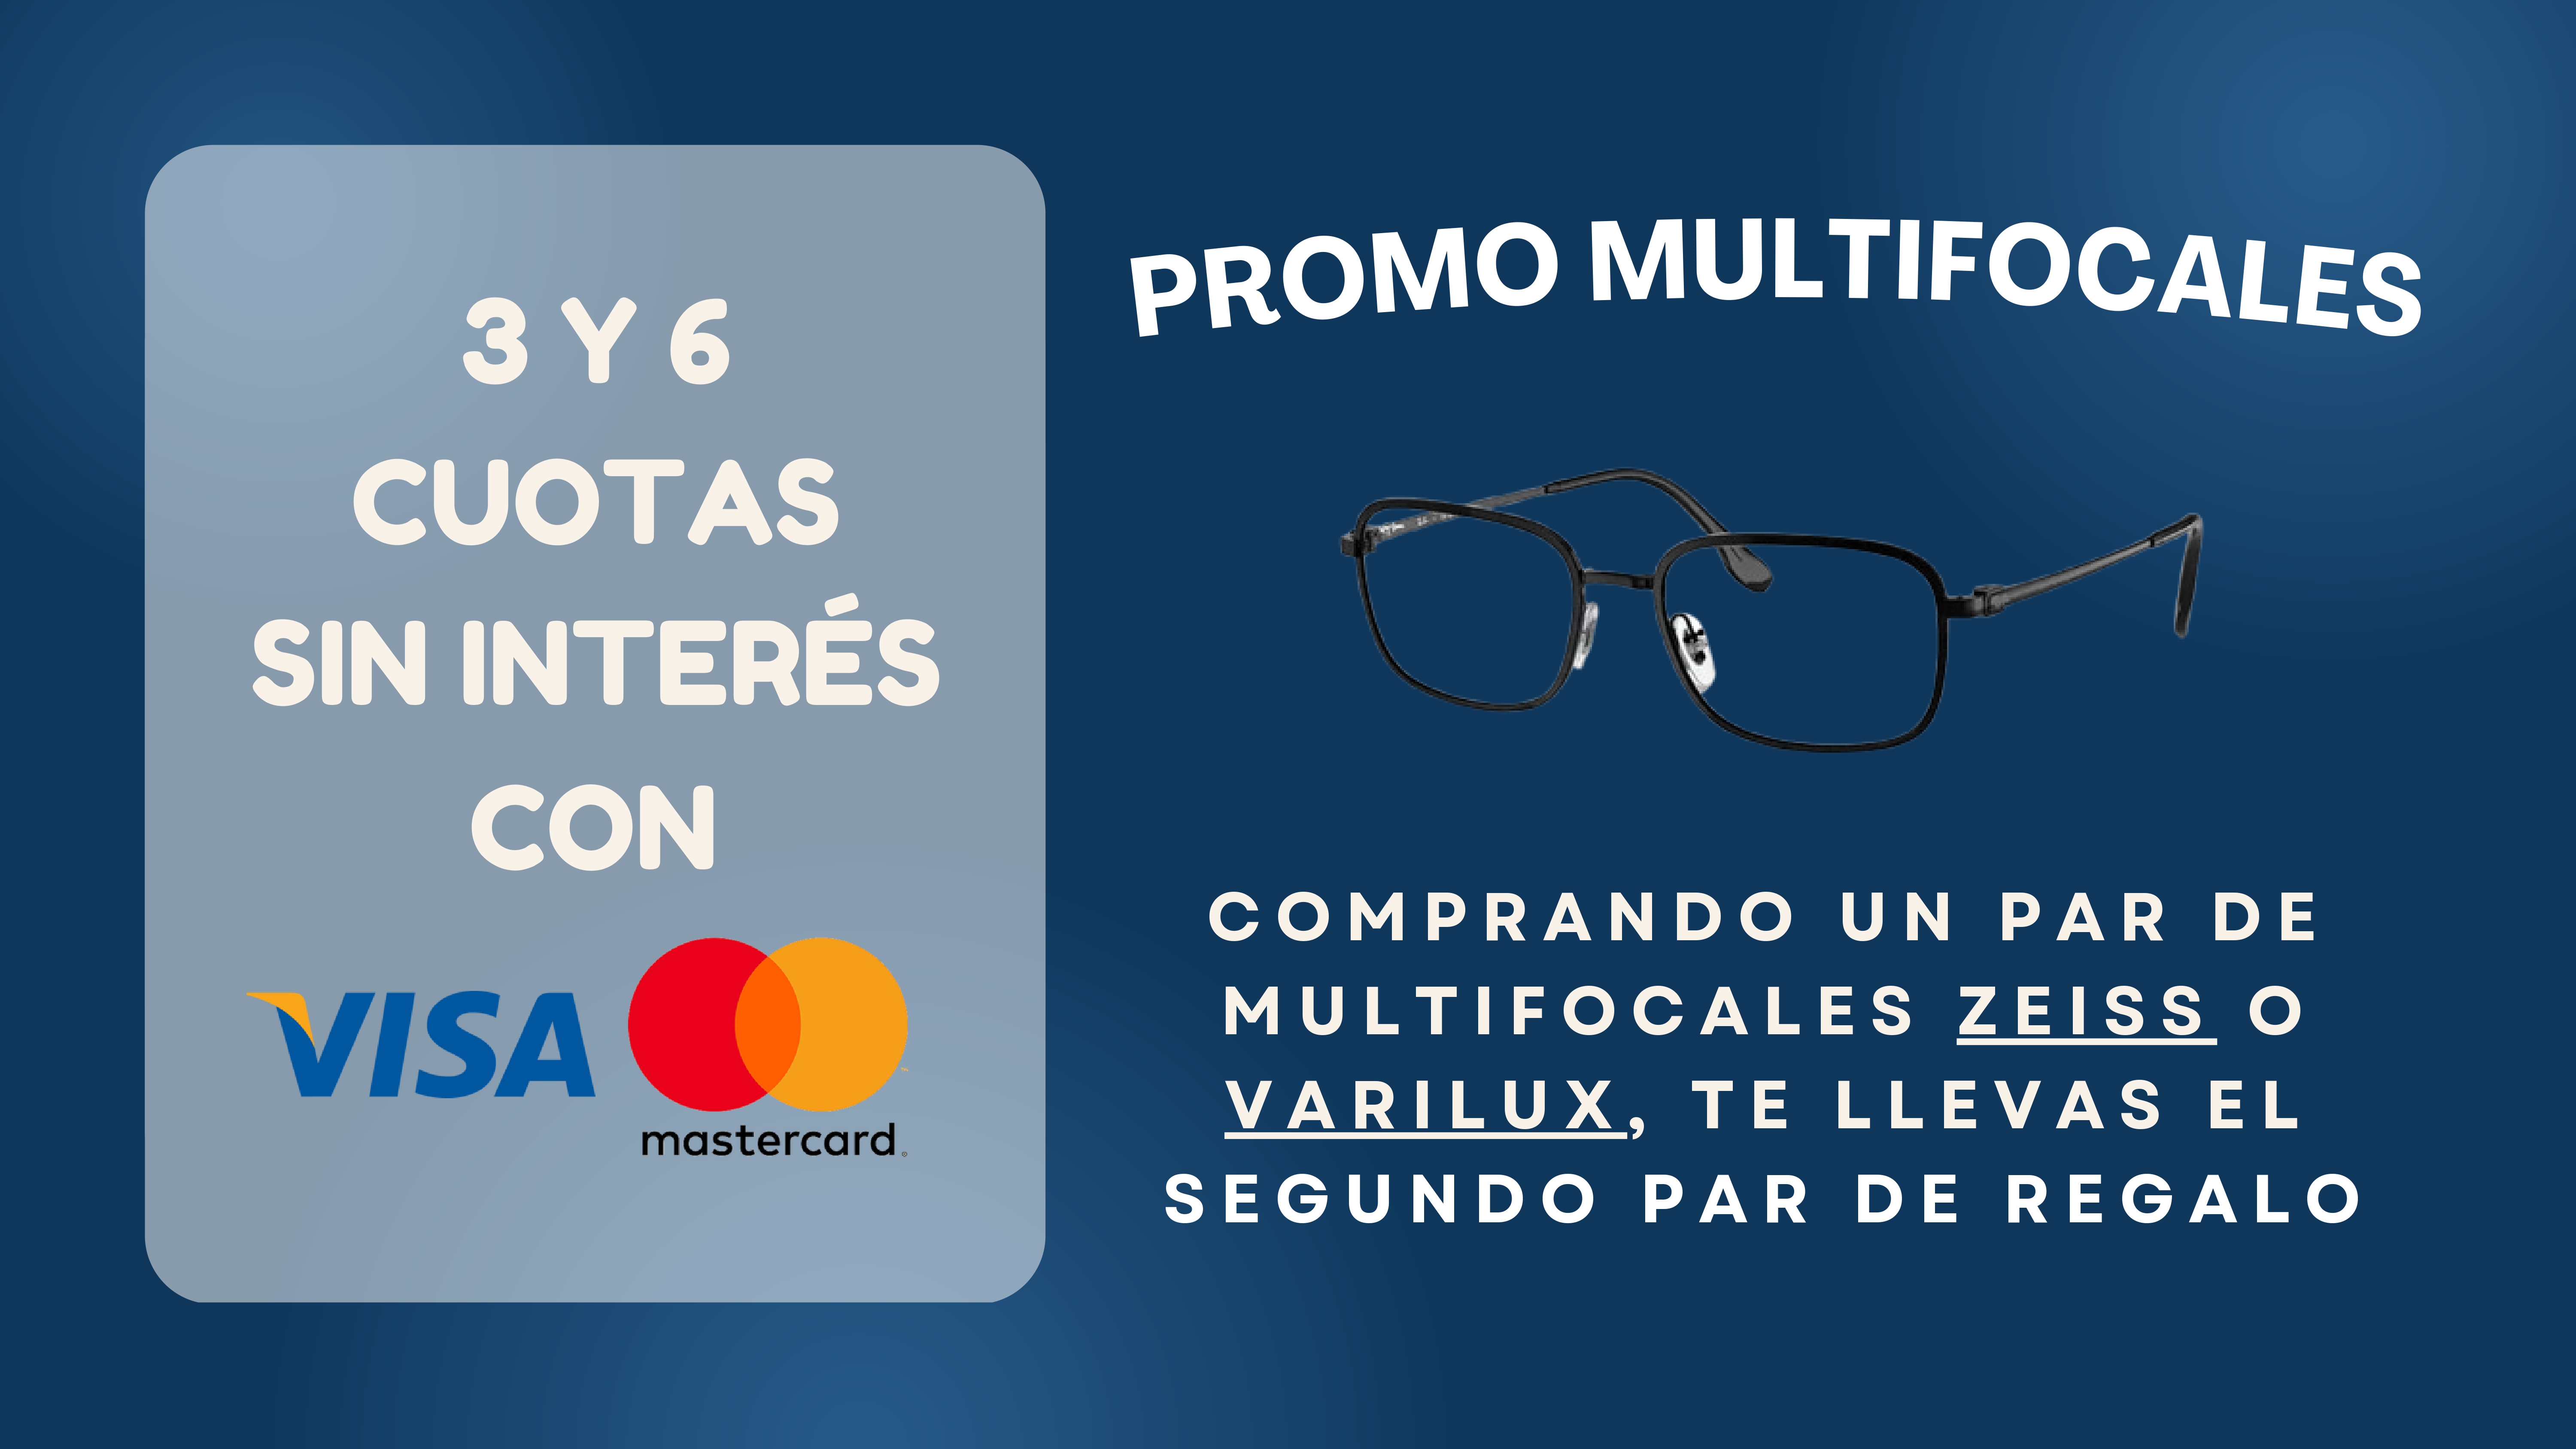 3 Y 6
CUOTAS
SIN INTERÉS
CON
VISA
mastercard
PROMO MULTIFOCALES
COMPRANDO UN PAR DE
MULTIFOCALES ZEISS O
VARILUX, TE LLEVAS EL
SEGUNDO PAR DE REGALO